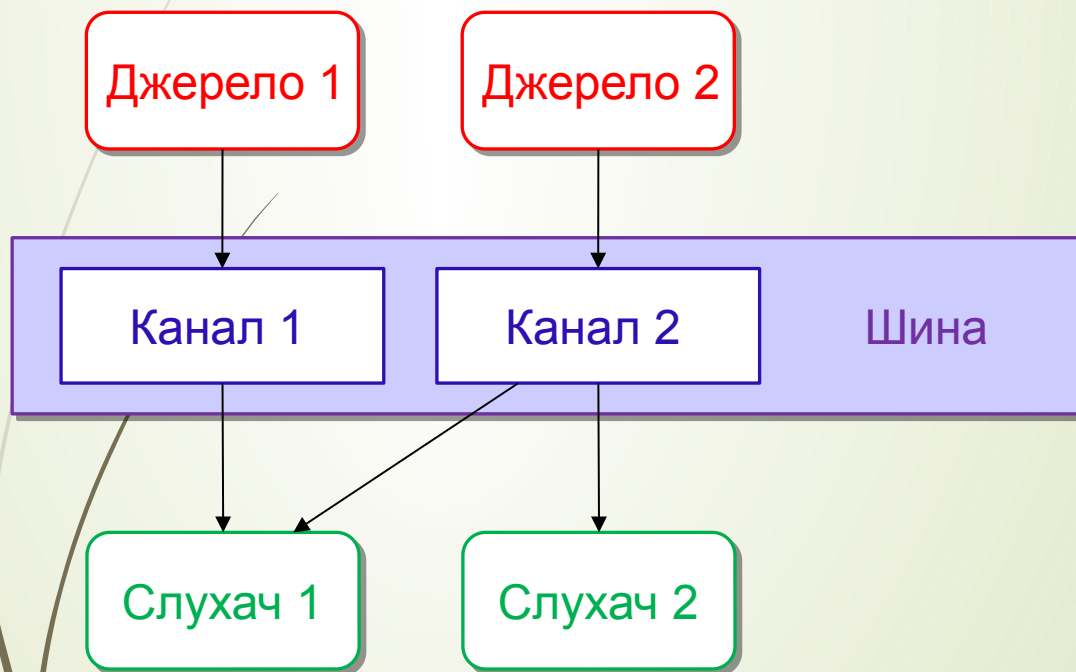 Джерело 1
Джерело 2
Канал 1
Канал 2
Шина
Слухач 1
Слухач 2